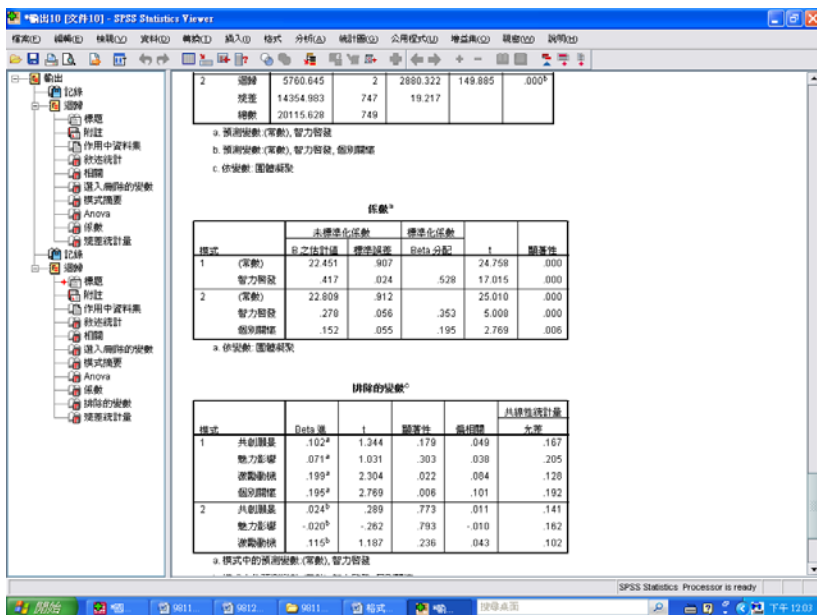 *輸出10 [文件10] - SPSS Statistics Viewer
檔案(F) 編輯(E) 檢視(V) 資料(D) 轉換(T) 插入(I) 格式 分析(A) 統計圖(G) 公用程式(U) 增益集(O) 視窗(W) 說明(H)
輸出
記錄
迴歸
標題
附註
作用中資料集
敘述統計
相關
選入/刪除的變數
模式摘要
Anova
係數
殘差統計量
記錄
迴歸
標題
附註
作用中資料集
敘述統計
相關
選入/刪除的變數
模式摘要
Anova
係數
排除的變數
殘差統計量
2 迴歸 5760.645 2 2880.322 149.885 .000b
殘差 14354.983 747 19.217
總數 20115.628 749
a. 預測變數:(常數), 智力啓發
b. 預測變數:(常數), 智力啓發, 個別關懷
c. 依變數: 團體凝聚
係數a
未標準化係數 標準化係數
模式 B 之估計值 標準誤差 Beta 分配 t 顯著性
1 (常數) 22.451 .907 24.758 .000
智力啓發 .417 .024 .528 17.015 .000
2 (常數) 22.809 .912 25.010 .000
智力啓發 .278 .056 .353 5.008 .000
個別關懷 .152 .055 .195 2.769 .006
a. 依變數: 團體凝聚
排除的變數c
共線性統計量
模式 Beta 進 t 顯著性 偏相關 允差
1 共創願景 .102a 1.344 .179 .049 .167
魅力影響 .071a 1.031 .303 .038 .205
激勵動機 .199a 2.304 .022 .084 .128
個別關懷 .195a 2.769 .006 .101 .192
2 共創願景 .024b .289 .773 .011 .141
魅力影響 -.020b -.262 .793 -.010 .162
激勵動機 .115b 1.187 .236 .043 .102
a. 模式中的預測變數:(常數), 智力啓發
SPSS Statistics Processor is ready
開始 9811... 9812... 9811... 格式... 搜尋桌面 下午 12:03